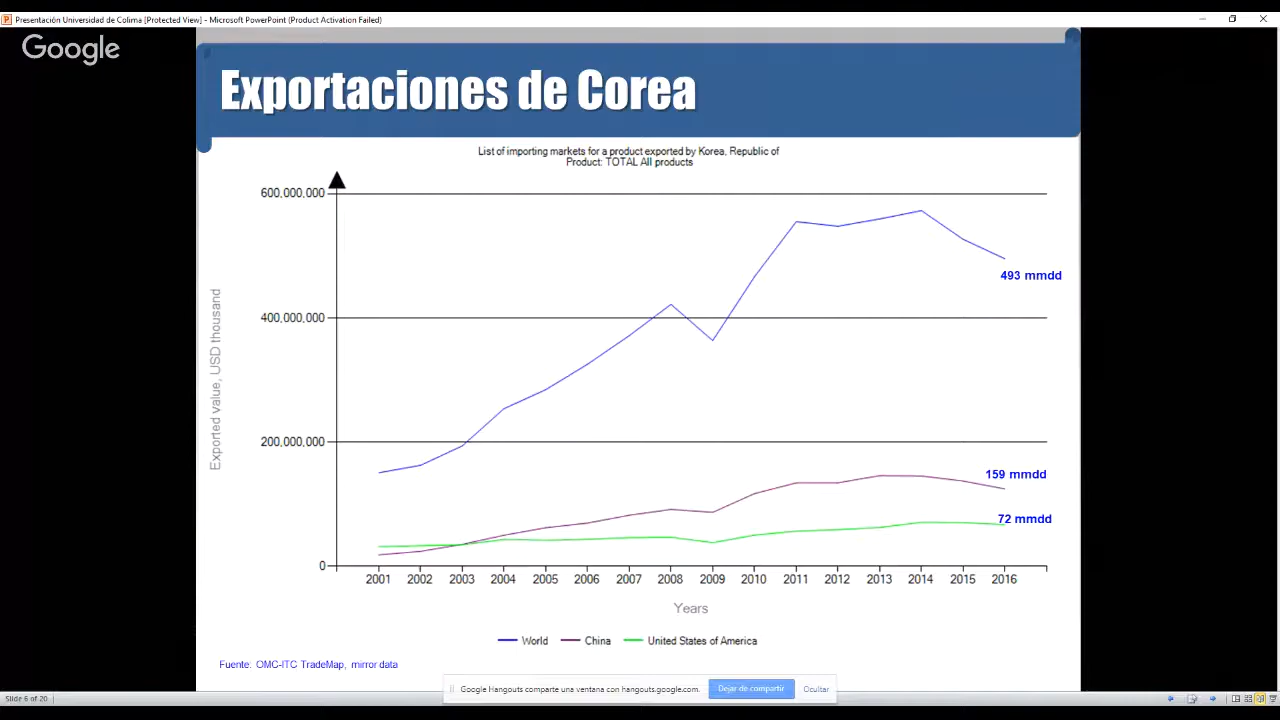 Presentación Universidad de Colima [Protected View] - Microsoft PowerPoint (Product Activation Failed)
Google
Exportaciones de Corea
List of importing markets for a product exported by Korea, Republic of
Product: TOTAL All products
Exported value, USD thousand
600,000,000
400,000,000
200,000,000
0
493 mmdd
159 mmdd
72 mmdd
2001 2002 2003 2004 2005 2006 2007 2008 2009 2010 2011 2012 2013 2014 2015 2016
Years
World China United States of America
Fuente: OMC-ITC TradeMap, mirror data
Google Hangouts comparte una ventana con hangouts.google.com. Dejar de compartir Ocultar
Slide 6 of 20